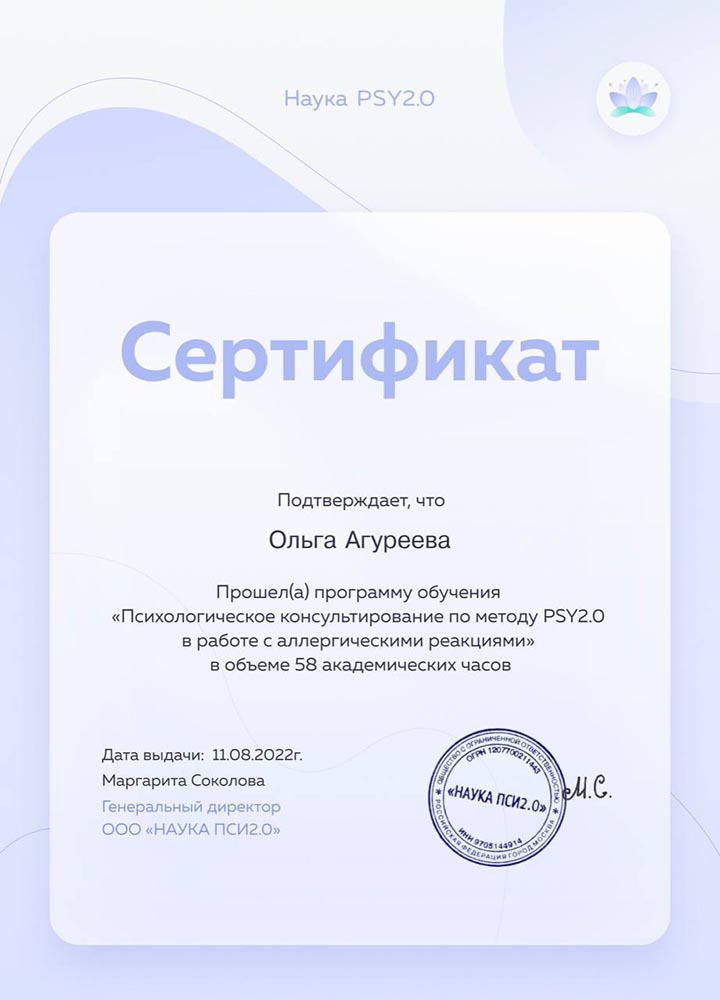 Наука PSY2.0
Сертификат
Подтверждает, что
Ольга Агуреева
Прошел(а) программу обучения
«Психологическое консультирование по методу PSY2.0
в работе с аллергическими реакциями»
в объеме 58 академических часов
Дата выдачи: 11.08.2022г.
Маргарита Соколова
Генеральный директор
ООО «НАУКА ПСИ2.0»
ОБЩЕСТВО С ОГРАНИЧЕННОЙ ОТВЕТСТВЕННОСТЬЮ
ОГРН 1207700211443
«НАУКА ПСИ2.0»
ИНН 9705144914
РОССИЙСКАЯ ФЕДЕРАЦИЯ ГОРОД МОСКВА
М.С.